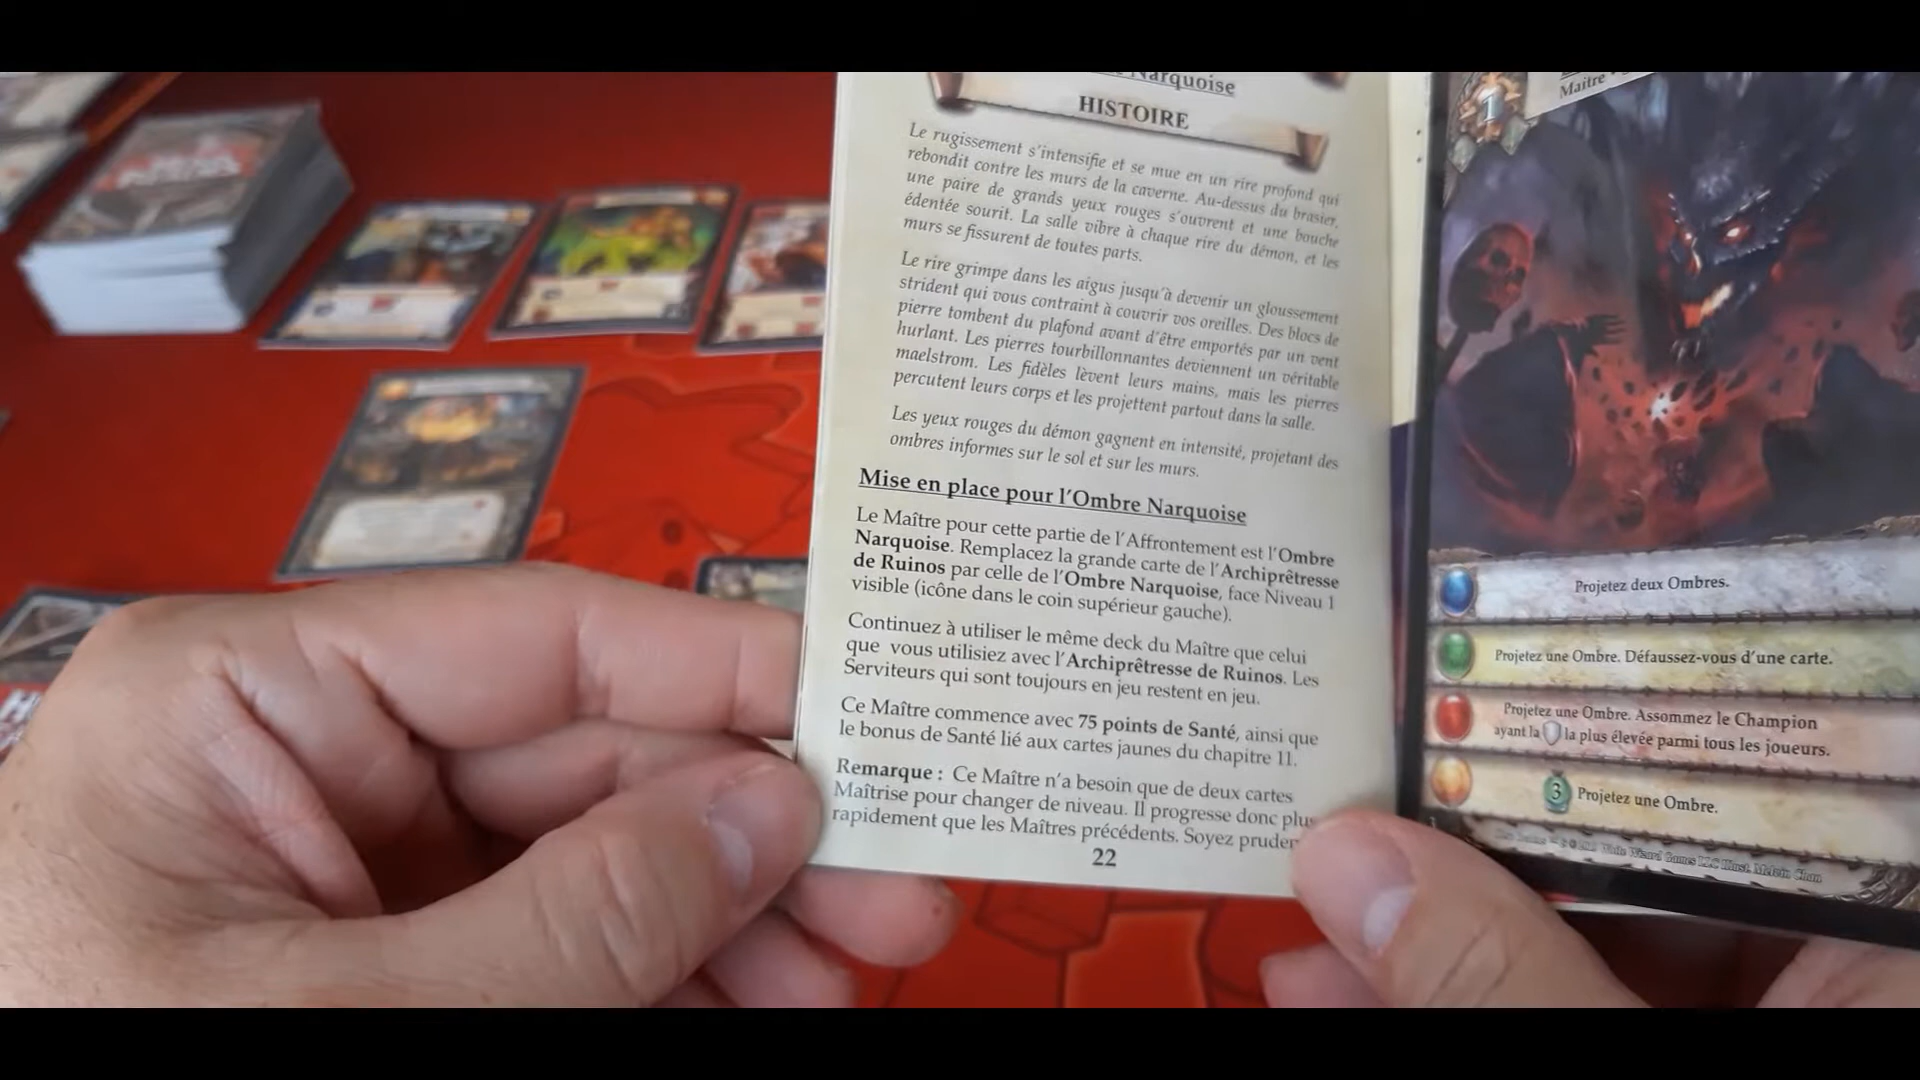 Narquoise
HISTOIRE
Le rugissement s'intensifie et se mue en un rire profond qui
rebondit contre les murs de la caverne. Au-dessus du brasier,
une paire de grands yeux rouges s'ouvrent et une bouche
édentée sourit. La salle vibre à chaque rire du démon, et les
murs se fissurent de toutes parts.
Le rire grimpe dans les aigus jusqu'à devenir un gloussement
strident qui vous contraint à couvrir vos oreilles. Des blocs de
pierre tombent du plafond avant d'être emportés par un vent
hurlant. Les pierres tourbillonnantes deviennent un véritable
maelstrom. Les fidèles lèvent leurs mains, mais les pierres
percutent leurs corps et les projettent partout dans la salle.
Les yeux rouges du démon gagnent en intensité, projetant des
ombres informes sur le sol et sur les murs.
Mise en place pour l'Ombre Narquoise
Le Maître pour cette partie de l'Affrontement est l'Ombre
Narquoise. Remplacez la grande carte de l'Archiprêtresse
de Ruinos par celle de l'Ombre Narquoise, face Niveau 1
visible (icône dans le coin supérieur gauche).
Continuez à utiliser le même deck du Maître que celui
que vous utilisiez avec l'Archiprêtresse de Ruinos. Les
Serviteurs qui sont toujours en jeu restent en jeu.
Ce Maître commence avec 75 points de Santé, ainsi que
le bonus de Santé lié aux cartes jaunes du chapitre 11.
Remarque : Ce Maître n'a besoin que de deux cartes
Maîtrise pour changer de niveau. Il progresse donc plu
rapidement que les Maîtres précédents. Soyez pruden
22
1
Maître
Projetez deux Ombres.
Projetez une Ombre. Défaussez-vous d'une carte.
Projetez une Ombre. Assommez le Champion
ayant la la plus élevée parmi tous les joueurs.
3 Projetez une Ombre.
White Wizard Games LLC Illust. Melvin Chan